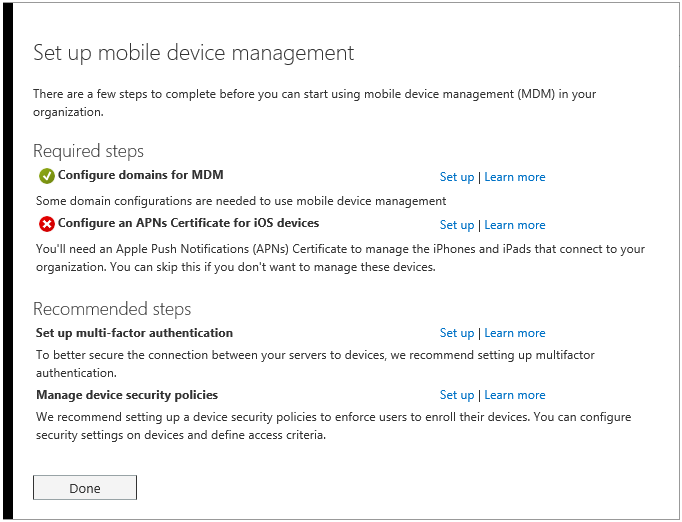 Set up mobile device management
There are a few steps to complete before you can start using mobile device management (MDM) in your
organization.
Required steps
Configure domains for MDM Set up | Learn more
Some domain configurations are needed to use mobile device management
Configure an APNs Certificate for iOS devices Set up | Learn more
You'll need an Apple Push Notifications (APNs) Certificate to manage the iPhones and iPads that connect to your
organization. You can skip this if you don't want to manage these devices.
Recommended steps
Set up multi-factor authentication Set up | Learn more
To better secure the connection between your servers to devices, we recommend setting up multifactor
authentication.
Manage device security policies Set up | Learn more
We recommend setting up a device security policies to enforce users to enroll their devices. You can configure
security settings on devices and define access criteria.
Done